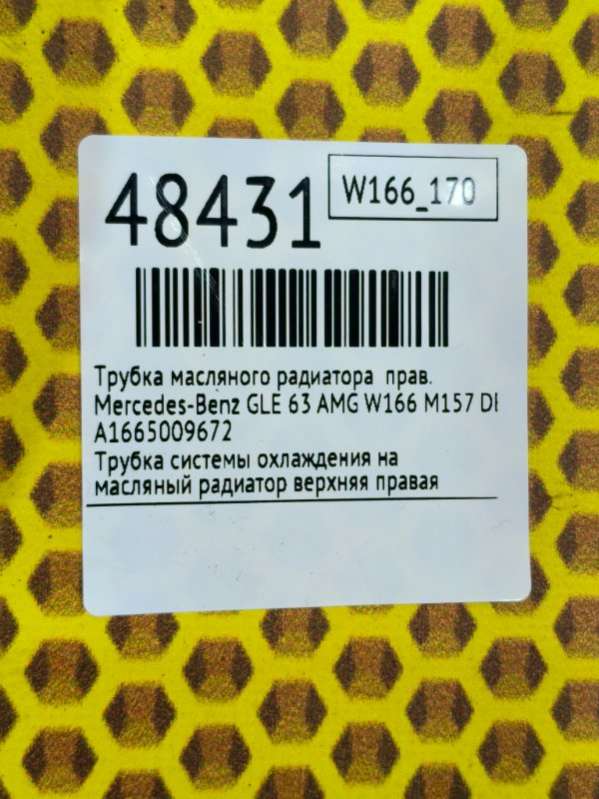 48431
W166_170
Трубка масляного радиатора прав.
Mercedes-Benz GLE 63 AMG W166 M157 
A1665009672
Трубка системы охлаждения на
масляный радиатор верхняя правая